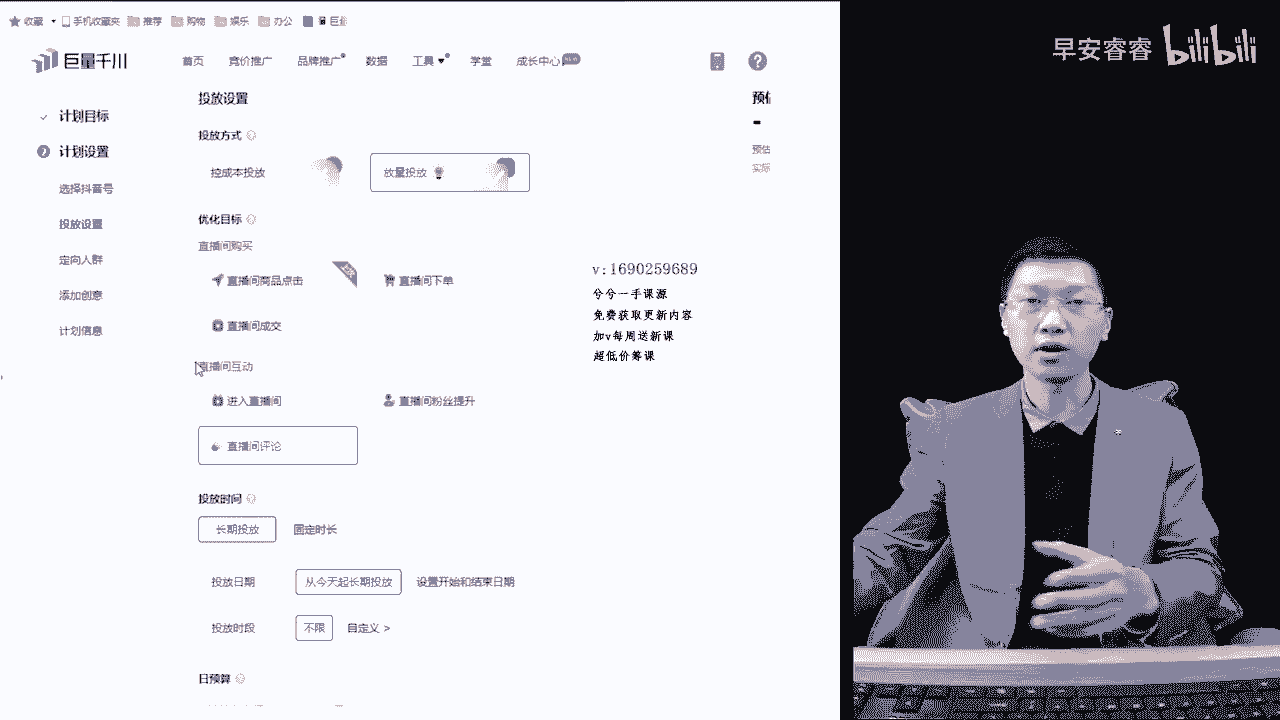 收藏 手机收藏夹 推荐 购物 娱乐 办公
巨量千川 首页 竞价推广 品牌推广 数据 工具 学堂 成长中心 NEW
早安睿睿 bilibili
计划目标
2 计划设置
选择抖音号
投放设置
定向人群
添加创意
计划信息
投放设置
投放方式
控成本投放 放量投放
优化目标
直播间购买
直播间商品点击 直播间下单
直播间成交
直播间互动
进入直播间 直播间粉丝提升
直播间评论
投放时间
长期投放 固定时长
投放日期 从今天起长期投放 设置开始和结束日期
投放时段 不限 自定义 >
日预算
预估
实际
v:1690259689
兮兮一手课源
免费获取更新内容
加v每周送新课
超低价筹课